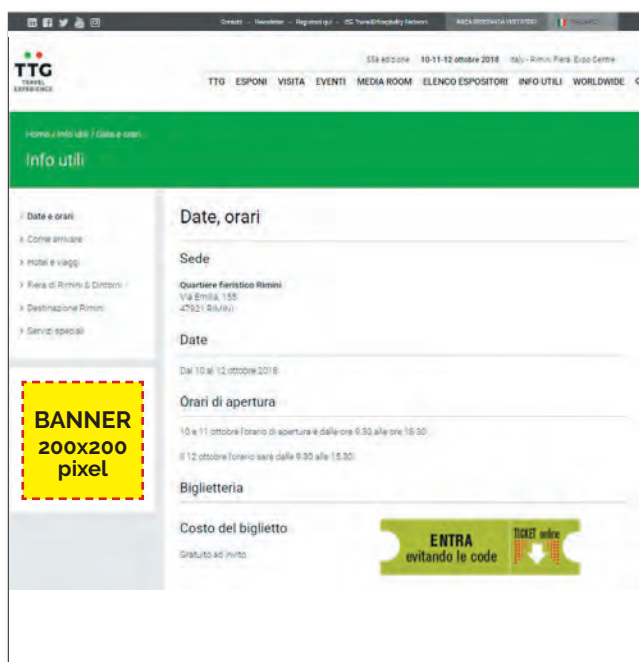 Contatti - Newsletter - Registrati qui - IEG Travel&Hospitality Network
AREA RISERVATA VISITATORI
ITALIANO
55a edizione 10-11-12 ottobre 2018 Italy - Rimini Fiera. Expo Centre
TTG
TRAVEL
EXPERIENCE
TTG ESPONI VISITA EVENTI MEDIA ROOM ELENCO ESPOSITORI INFO UTILI WORLDWIDE
Home / Info utili / Date e orari
Info utili
Date e orari
Come arrivare
Hotel e viaggi
Fiera di Rimini & Dintorni
Destinazione Rimini
Servizi speciali
BANNER
200x200
pixel
Date, orari
Sede
Quartiere fieristico Rimini
Via Emilia, 155
47921 RIMINI
Date
Dal 10 al 12 ottobre 2018
Orari di apertura
10 e 11 ottobre l'orario di apertura è dalle ore 9.30 alle ore 18.30
Il 12 ottobre l'orario sarà dalle 9.30 alle 15.30
Biglietteria
Costo del biglietto
Gratuito ad invito
ENTRA
evitando le code
TICKET online